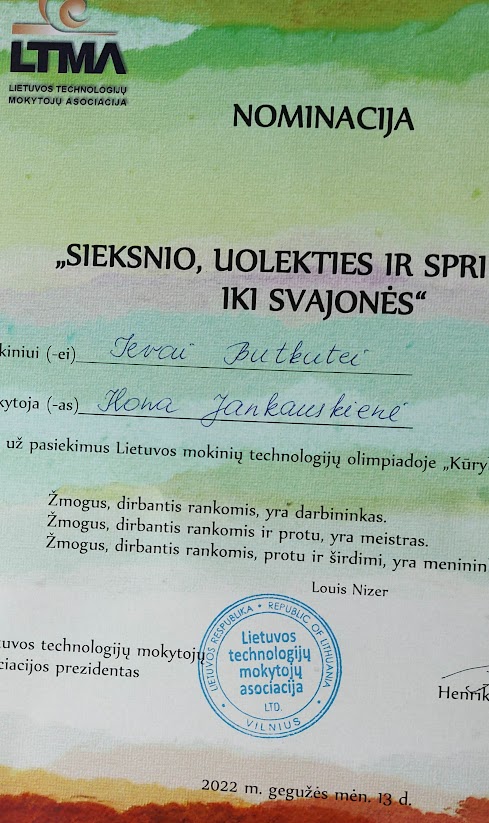 LTMA
LIETUVOS TECHNOLOGIJŲ
MOKYTOJŲ ASOCIACIJA
NOMINACIJA
„SIEKSNIO, UOLEKTIES IR SPRI
IKI SVAJONĖS“
kiniui (-ei) Ievai Butkutei
kytoja (-as) Ilona Jankauskienė
už pasiekimus Lietuvos mokinių technologijų olimpiadoje „Kūry
Žmogus, dirbantis rankomis, yra darbininkas.
Žmogus, dirbantis rankomis ir protu, yra meistras.
Žmogus, dirbantis rankomis, protu ir širdimi, yra meninin
Louis Nizer
tuvos technologijų mokytojų
ciacijos prezidentas
LIETUVOS RESPUBLIKA • REPUBLIC OF LITHUANIA
Lietuvos
technologijų
mokytojų
asociacija
LTD.
• VILNIUS •
Henrik
2022 m. gegužės mėn. 13 d.